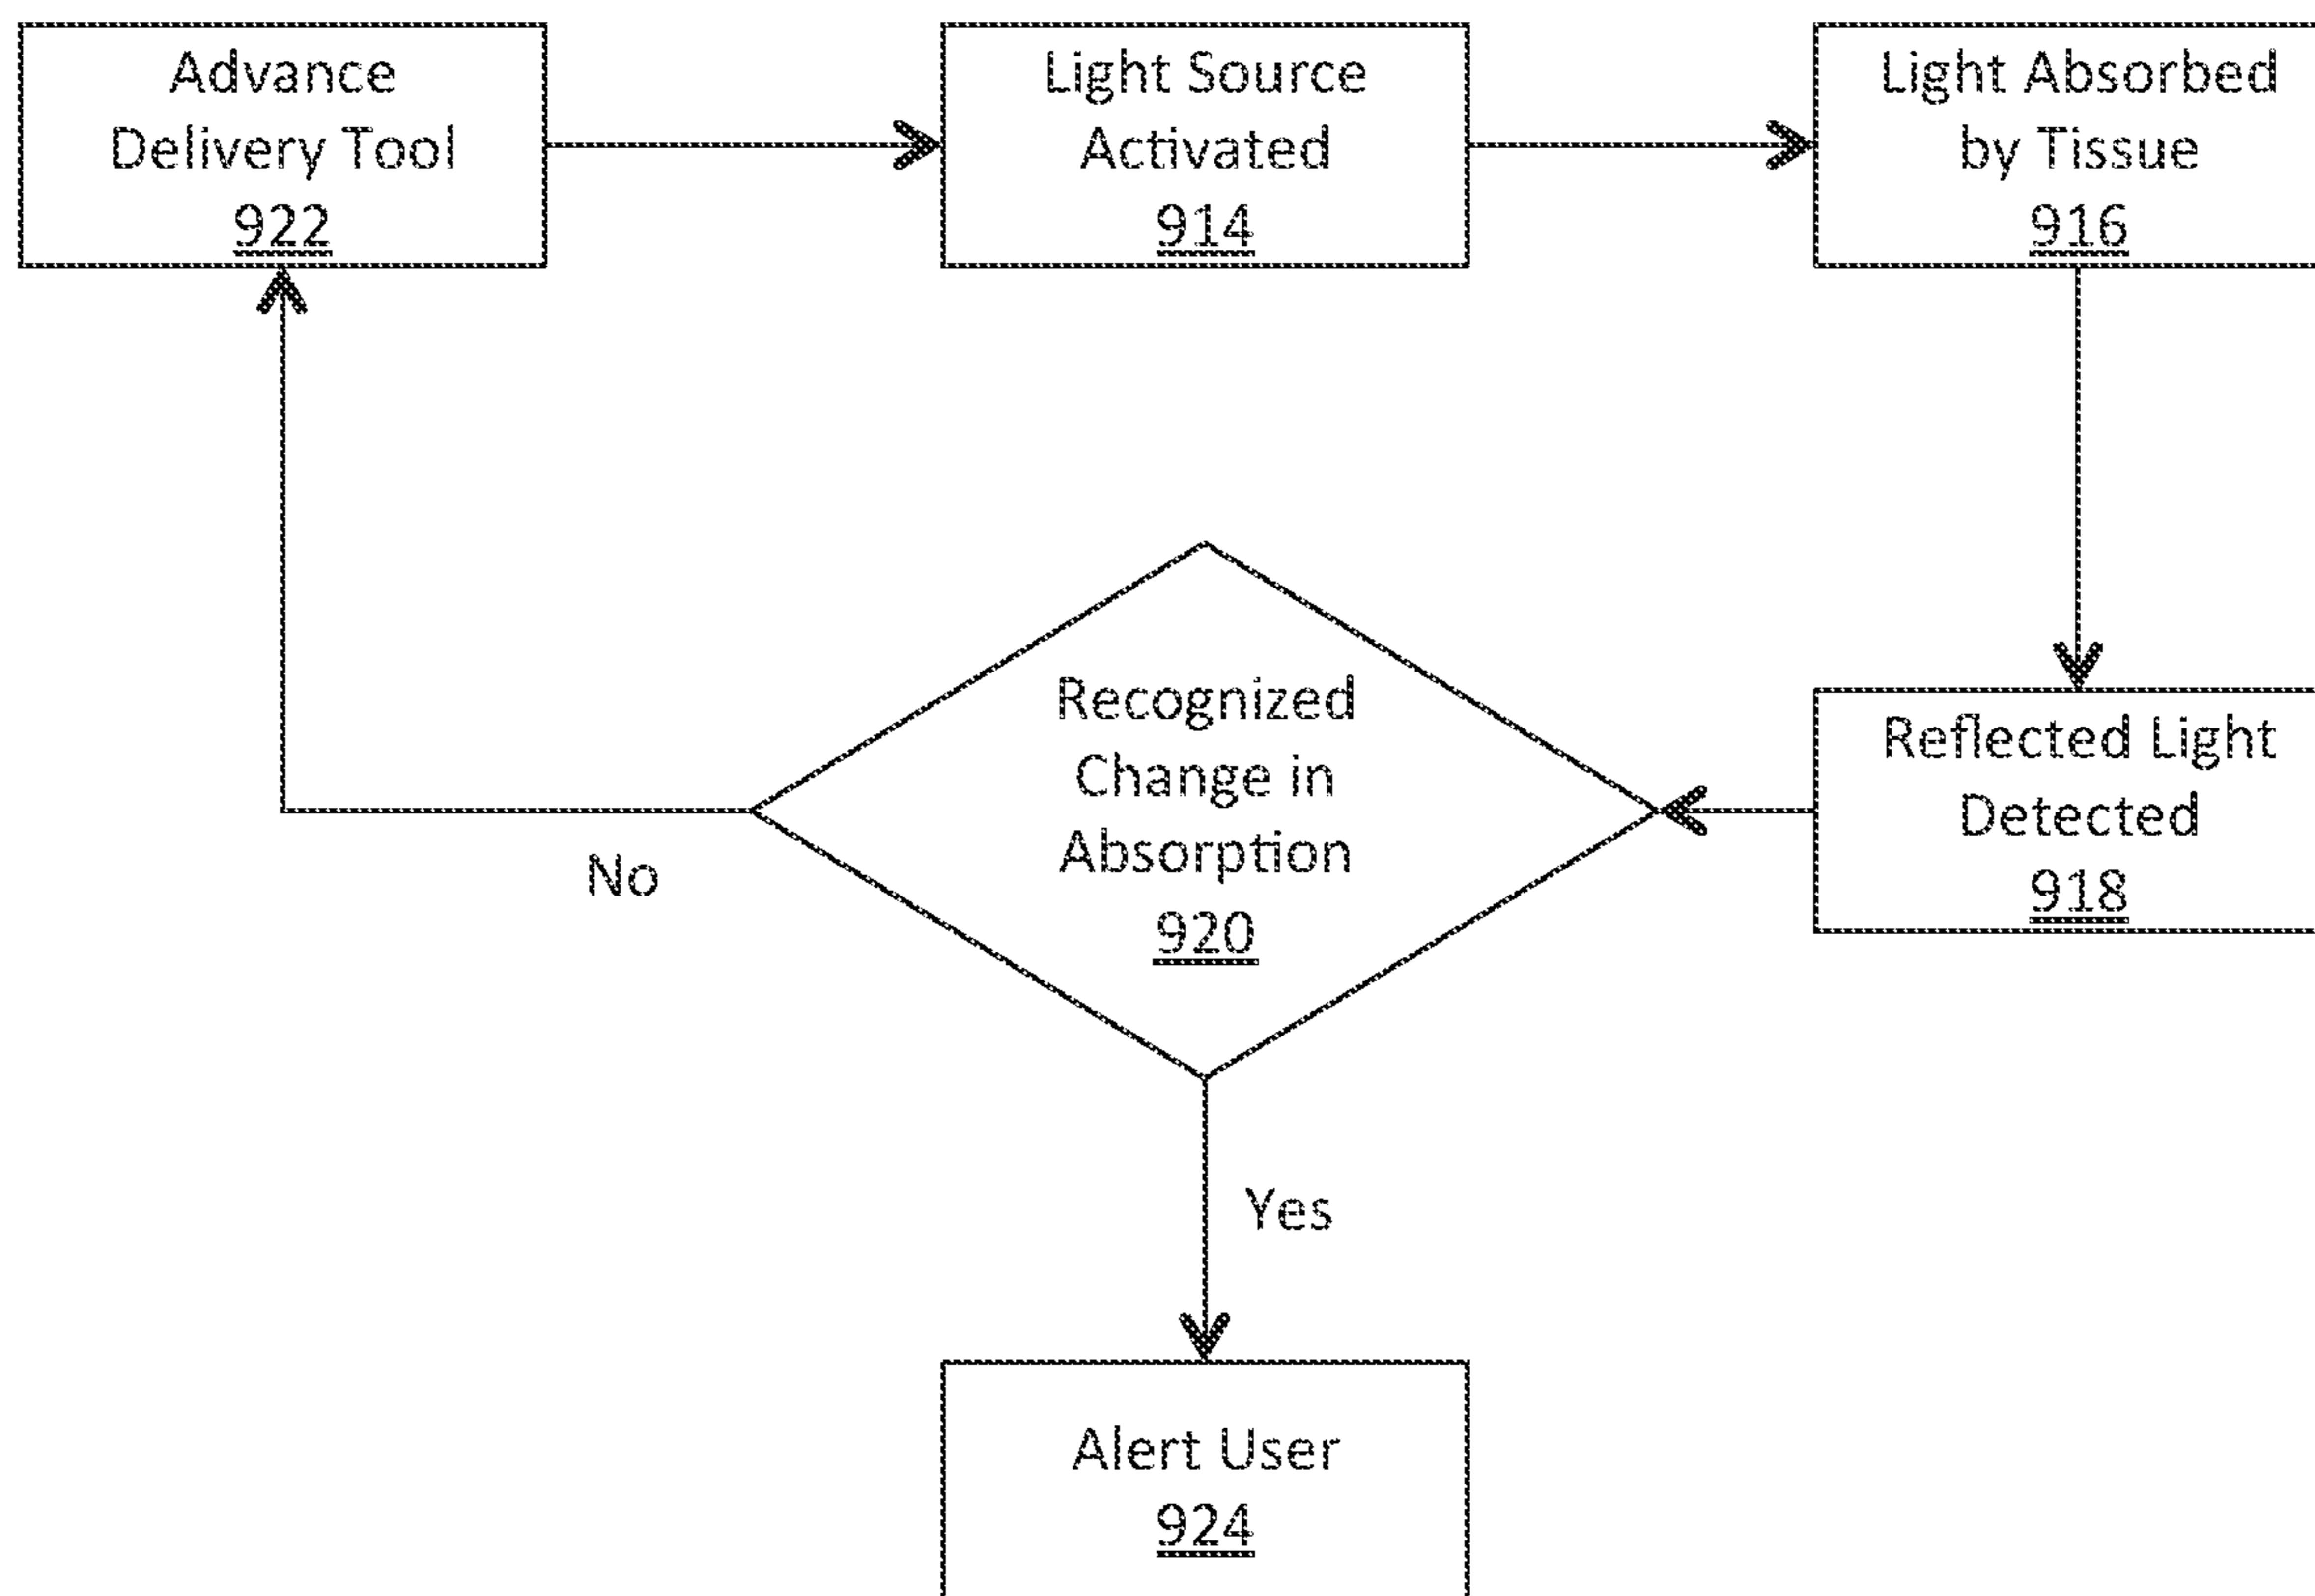 Advance
Delivery Tool
922
Light Source
Activated
914
Light Absorbed
by Tissue
916
Recognized
Change in
Absorption
920
Reflected Light
Detected
918
No
Yes
Alert User
924